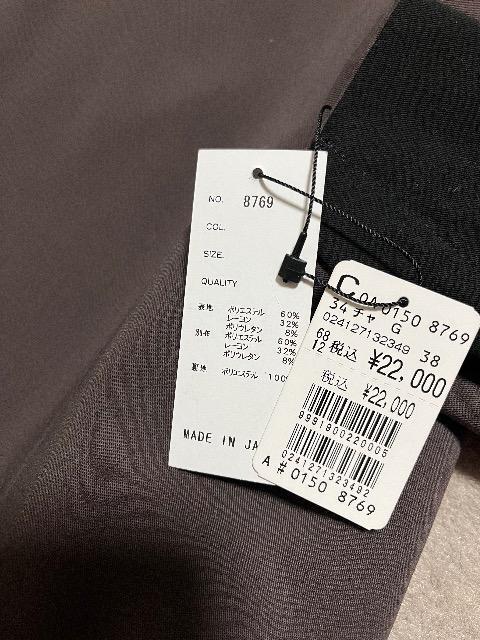 NO. 8769
COL.
SIZE.
QUALITY
表地 ポリエステル 60%
レーヨン 32%
ポリウレタン 8%
別布 ポリエステル 60%
レーヨン 32%
ポリウレタン 8%
裏地 ポリエステル 100%
MADE IN JA
C 04 0150 8769
34 チャ G
024127132349 38
68
12 税込 ¥22,000
税込 ¥22,000
9991900220005
0241271323492
A # 0150 8769